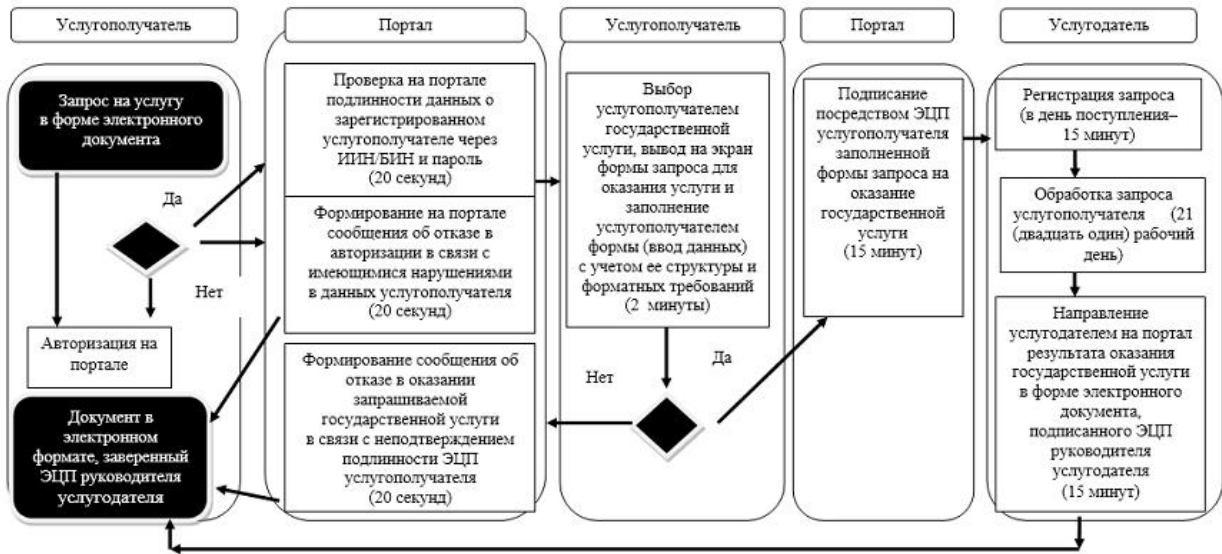 Услугополучатель
Портал
Услугополучатель
Портал
Услугодатель
Запрос на услугу
в форме электронного
документа
Да
Нет
Авторизация на
портале
Документ в
электронном
формате, заверенный
ЭЦП руководителя
услугодателя
Проверка на портале
подлинности данных о
зарегистрированном
услугополучателе через
ИИН/БИН и пароль
(20 секунд)
Формирование на портале
сообщения об отказе в
авторизации в связи с
имеющимися нарушениями
в данных услугополучателя
(20 секунд)
Формирование сообщения об
отказе в оказании
запрашиваемой
государственной услуги
в связи с неподтверждением
подлинности ЭЦП
услугополучателя
(20 секунд)
Выбор
услугополучателем
государственной
услуги, вывод на экран
формы запроса для
оказания услуги и
заполнение
услугополучателем
формы (ввод данных)
с учетом ее структуры и
форматных требований
(2 минуты)
Да
Нет
Подписание
посредством ЭЦП
услугополучателя
заполненной
формы запроса на
оказание
государственной
услуги
(15 минут)
Регистрация запроса
(в день поступления–
15 минут)
Обработка запроса
услугополучателя (21
(двадцать один) рабочий
день)
Направление
услугодателем на портал
результата оказания
государственной услуги
в форме электронного
документа,
подписанного ЭЦП
руководителя
услугодателя
(15 минут)